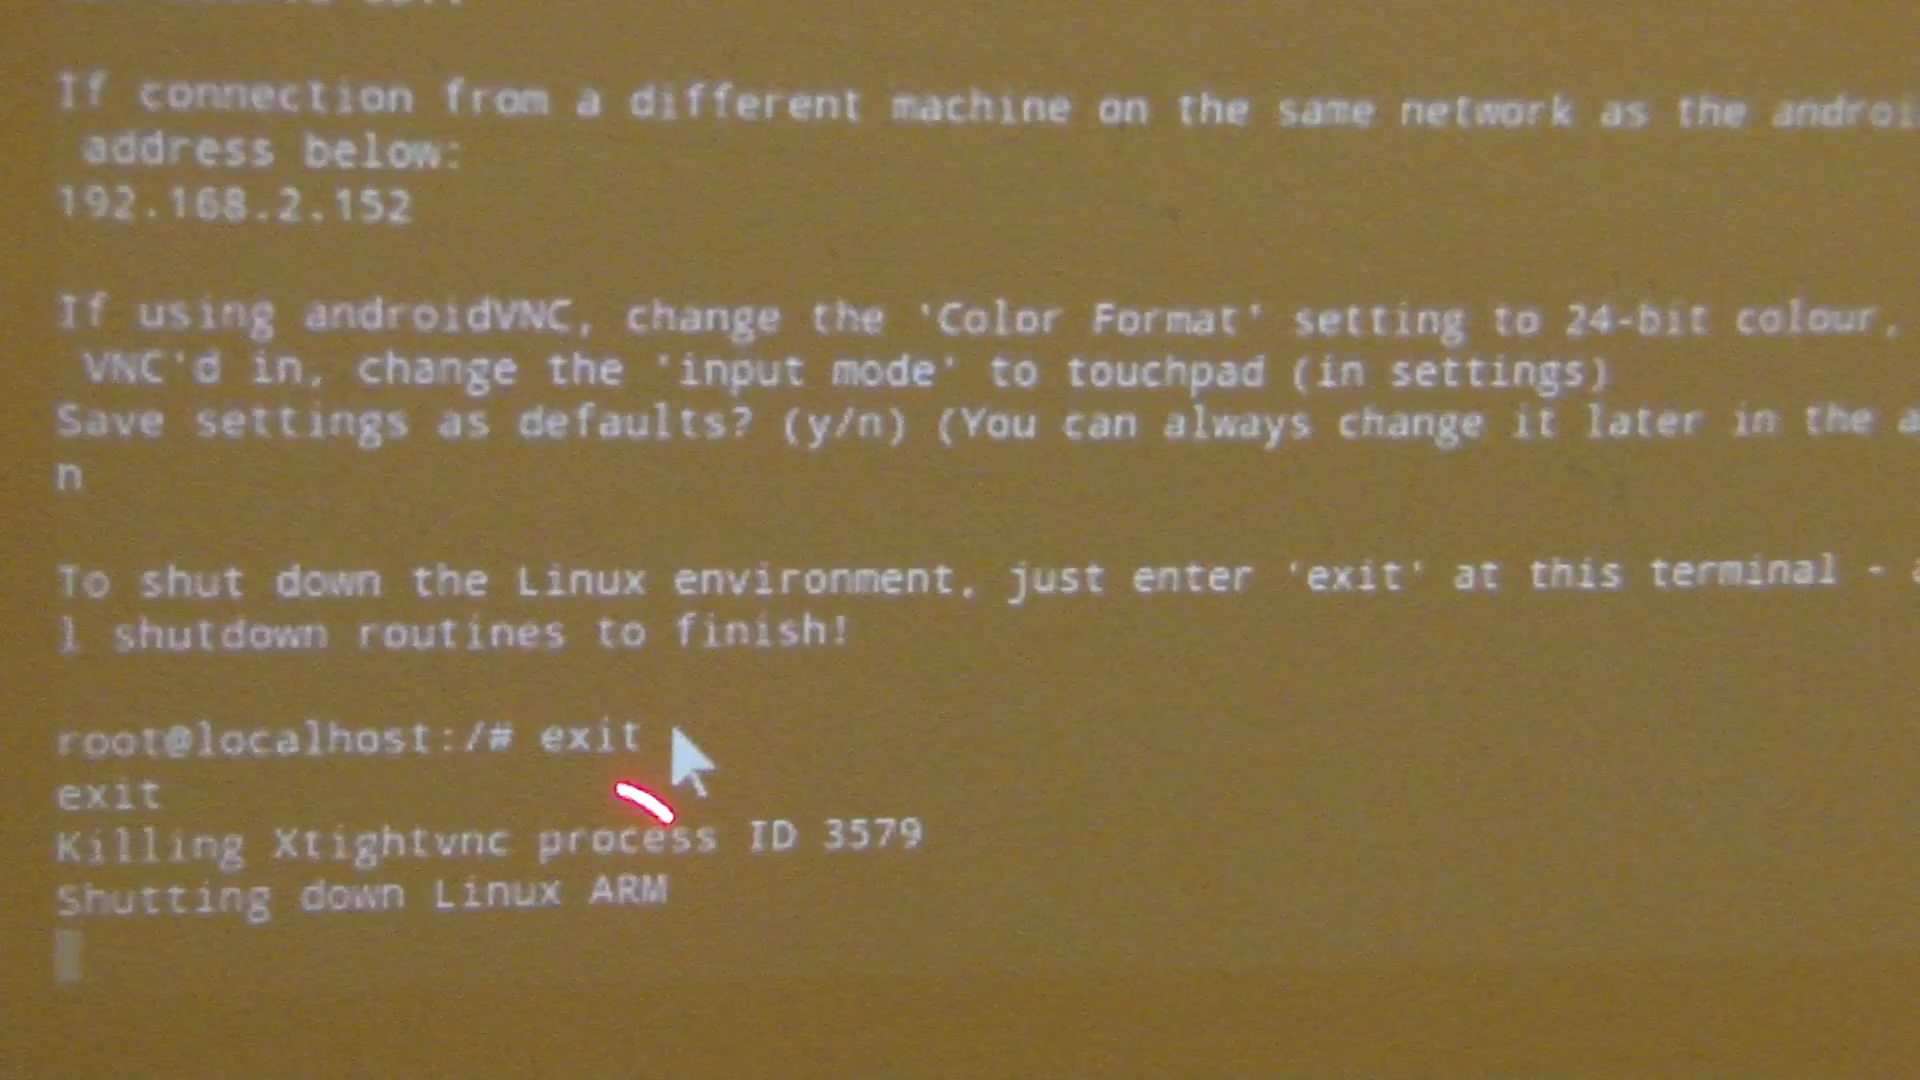 If connection from a different machine on the same network as the androi
address below:
192.168.2.152
If using androidVNC, change the 'Color Format' setting to 24-bit colour,
VNC'd in, change the 'input mode' to touchpad (in settings)
Save settings as defaults? (y/n) (You can always change it later in the a
n
To shut down the Linux environment, just enter 'exit' at this terminal - a
l shutdown routines to finish!
root@localhost:/# exit
exit
Killing Xtightvnc process ID 3579
Shutting down Linux ARM